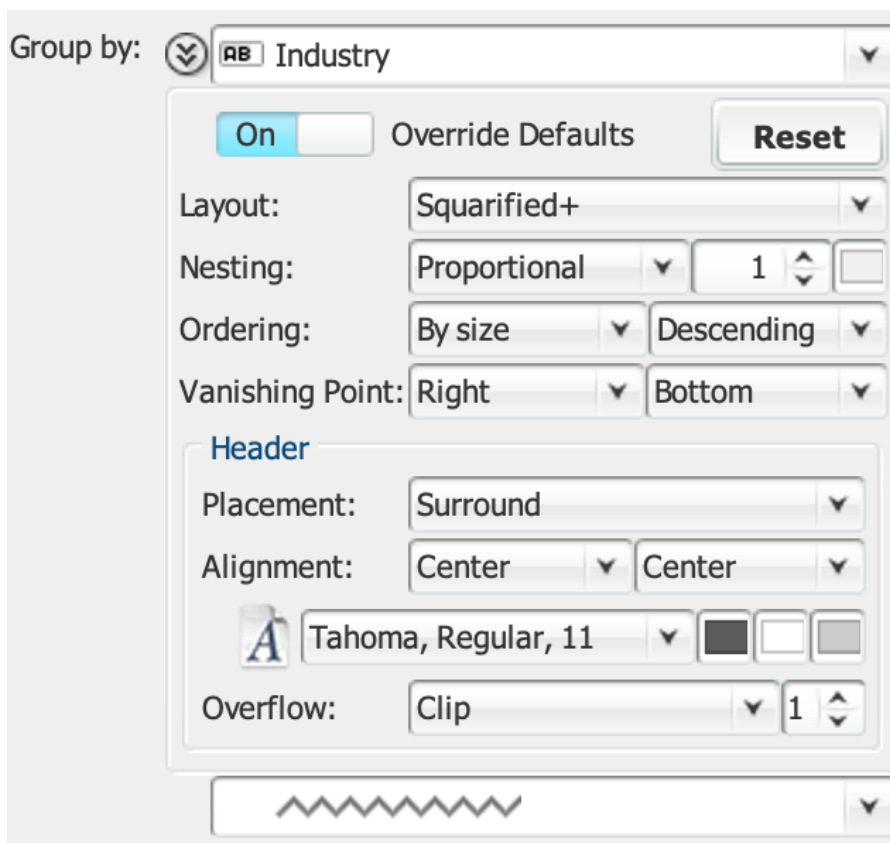 Group by: AB Industry
On Override Defaults Reset
Layout: Squarified+
Nesting: Proportional 1
Ordering: By size Descending
Vanishing Point: Right Bottom
Header
Placement: Surround
Alignment: Center Center
A Tahoma, Regular, 11
Overflow: Clip 1